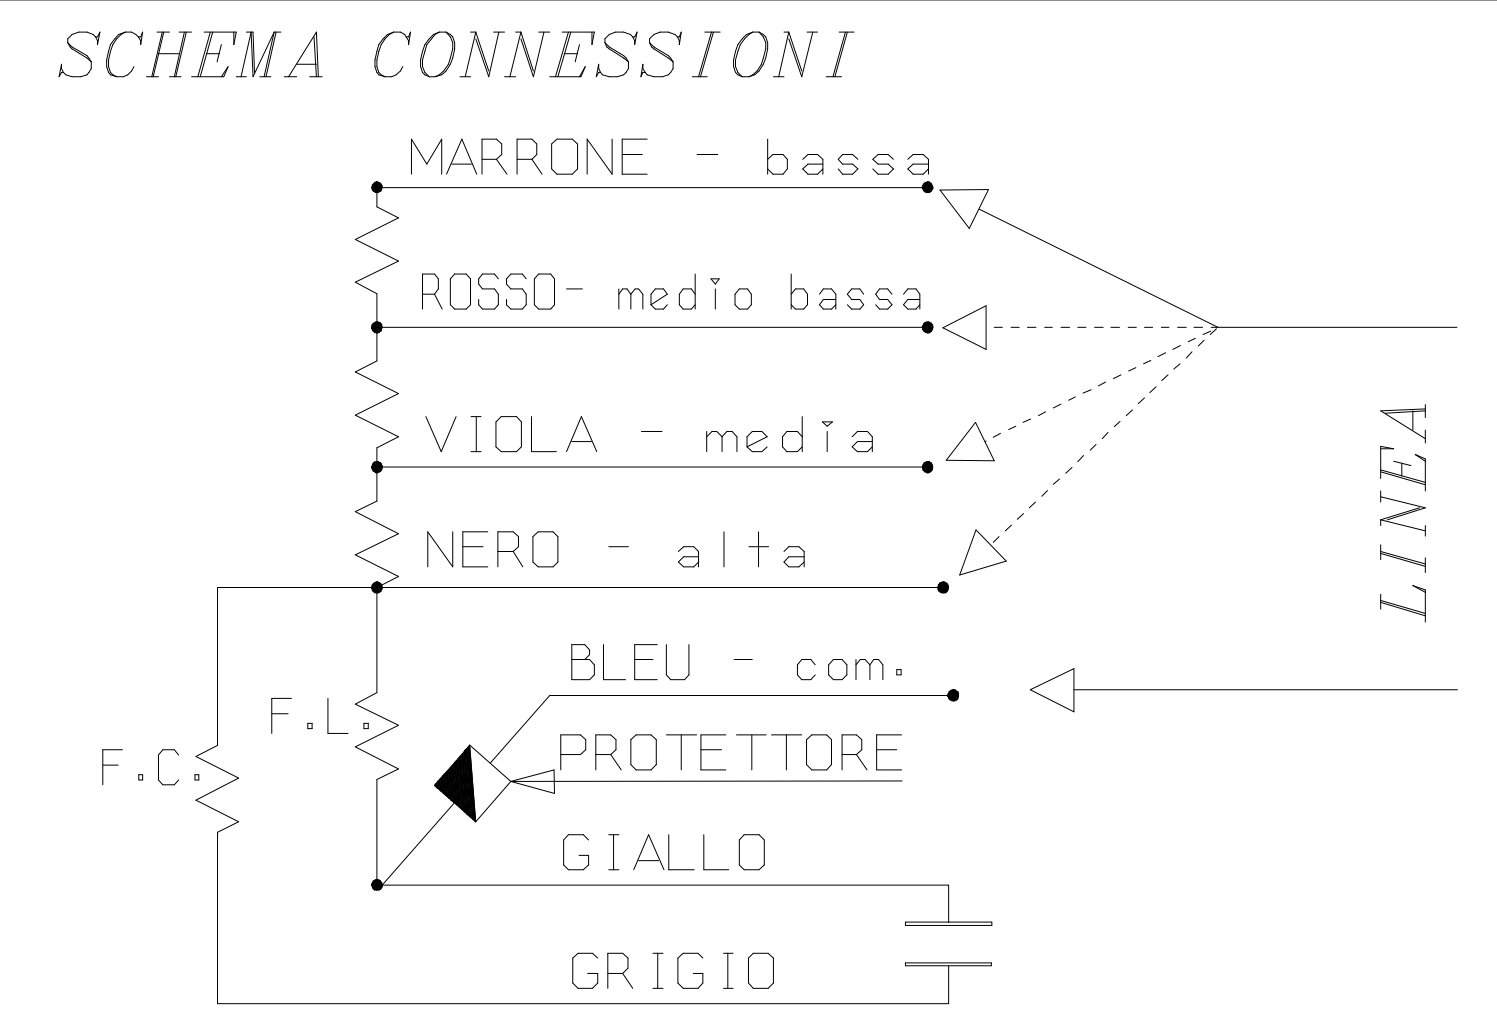 SCHEMA CONNESSIONI
MARRONE - bassa
ROSSO- medio bassa
VIOLA - media
NERO - alta
LINEA
BLEU - com.
F.L.
F.C.
PROTETTORE
GIALLO
GRIGIO